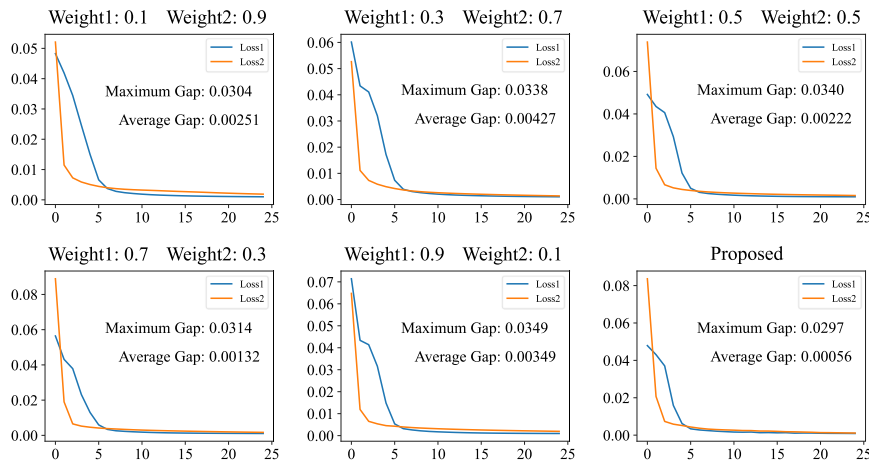 Weight1: 0.1 Weight2: 0.9
0.05
0.04
0.03
0.02
0.01
0.00
Loss1
Loss2
Maximum Gap: 0.0304
Average Gap: 0.00251
0 5 10 15 20 25
Weight1: 0.3 Weight2: 0.7
0.06
0.05
0.04
0.03
0.02
0.01
0.00
Loss1
Loss2
Maximum Gap: 0.0338
Average Gap: 0.00427
0 5 10 15 20 25
Weight1: 0.5 Weight2: 0.5
0.06
0.04
0.02
0.00
Loss1
Loss2
Maximum Gap: 0.0340
Average Gap: 0.00222
0 5 10 15 20 25
Weight1: 0.7 Weight2: 0.3
0.08
0.06
0.04
0.02
0.00
Loss1
Loss2
Maximum Gap: 0.0314
Average Gap: 0.00132
0 5 10 15 20 25
Weight1: 0.9 Weight2: 0.1
0.07
0.06
0.05
0.04
0.03
0.02
0.01
0.00
Loss1
Loss2
Maximum Gap: 0.0349
Average Gap: 0.00349
0 5 10 15 20 25
Proposed
0.08
0.06
0.04
0.02
0.00
Loss1
Loss2
Maximum Gap: 0.0297
Average Gap: 0.00056
0 5 10 15 20 25